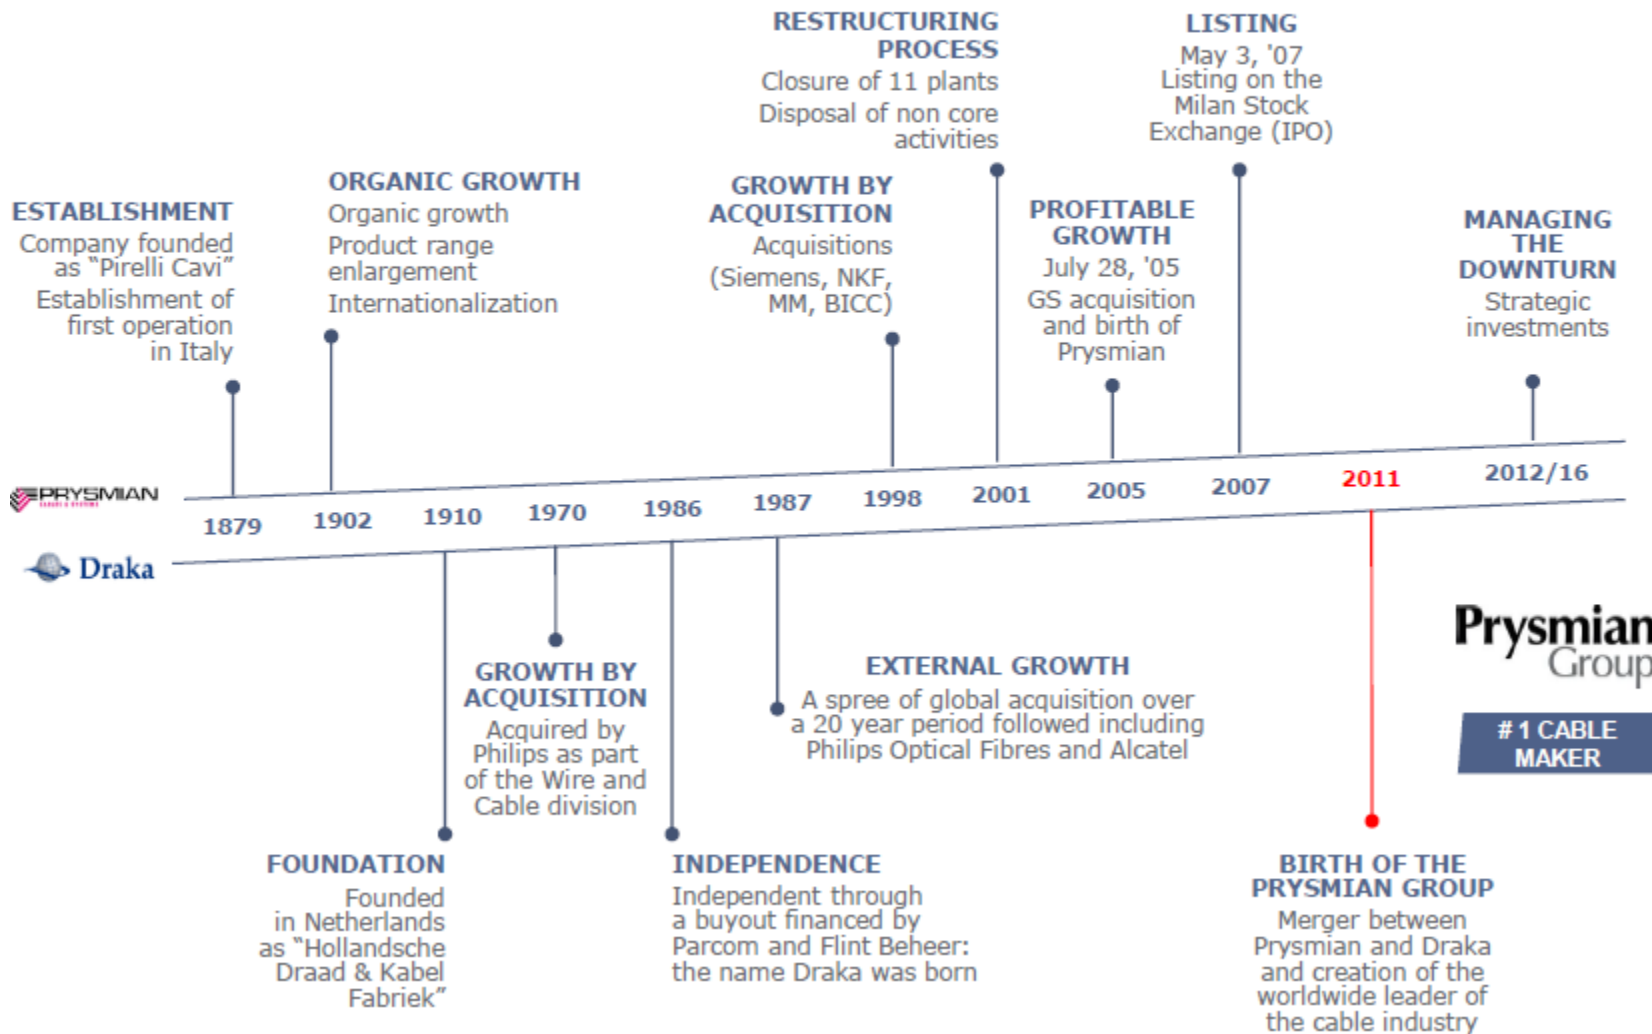 RESTRUCTURING
PROCESS
Closure of 11 plants
Disposal of non core
activities
LISTING
May 3, '07
Listing on the
Milan Stock
Exchange (IPO)
ESTABLISHMENT
Company founded
as “Pirelli Cavi”
Establishment of
first operation
in Italy
ORGANIC GROWTH
Organic growth
Product range
enlargement
Internationalization
GROWTH BY
ACQUISITION
Acquisitions
(Siemens, NKF,
MM, BICC)
PROFITABLE
GROWTH
July 28, '05
GS acquisition
and birth of
Prysmian
MANAGING
THE
DOWNTURN
Strategic
investments
PRYSMIAN
CABLES & SYSTEMS
1879
1902
1910
1970
1986
1987
1998
2001
2005
2007
2011
2012/16
Draka
GROWTH BY
ACQUISITION
Acquired by
Philips as part
of the Wire and
Cable division
EXTERNAL GROWTH
A spree of global acquisition over
a 20 year period followed including
Philips Optical Fibres and Alcatel
Prysmian
Group
# 1 CABLE
MAKER
FOUNDATION
Founded
in Netherlands
as “Hollandsche
Draad & Kabel
Fabriek”
INDEPENDENCE
Independent through
a buyout financed by
Parcom and Flint Beheer:
the name Draka was born
BIRTH OF THE
PRYSMIAN GROUP
Merger between
Prysmian and Draka
and creation of the
worldwide leader of
the cable industry